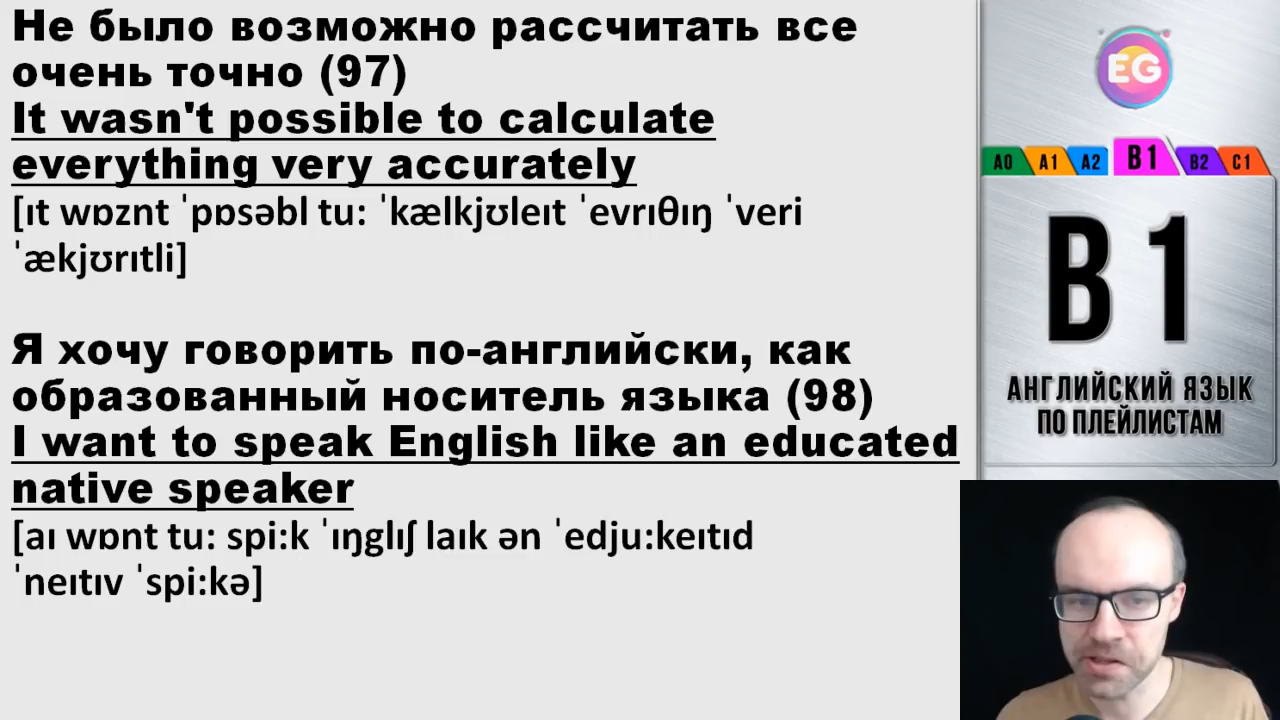 Не было возможно рассчитать все
очень точно (97)
It wasn't possible to calculate
everything very accurately
[ɪt wɒznt ˈpɒsəbl tu: ˈkælkjʊleɪt ˈevrɪθɪŋ ˈveri
ˈækjʊrɪtli]
Я хочу говорить по-английски, как
образованный носитель языка (98)
I want to speak English like an educated
native speaker
[aɪ wɒnt tu: spi:k ˈɪŋglɪʃ laɪk ən ˈedju:keɪtɪd
ˈneɪtɪv ˈspi:kə]
EG
A0 A1 A2 B1 B2 C1
B1
АНГЛИЙСКИЙ ЯЗЫК
ПО ПЛЕЙЛИСТАМ